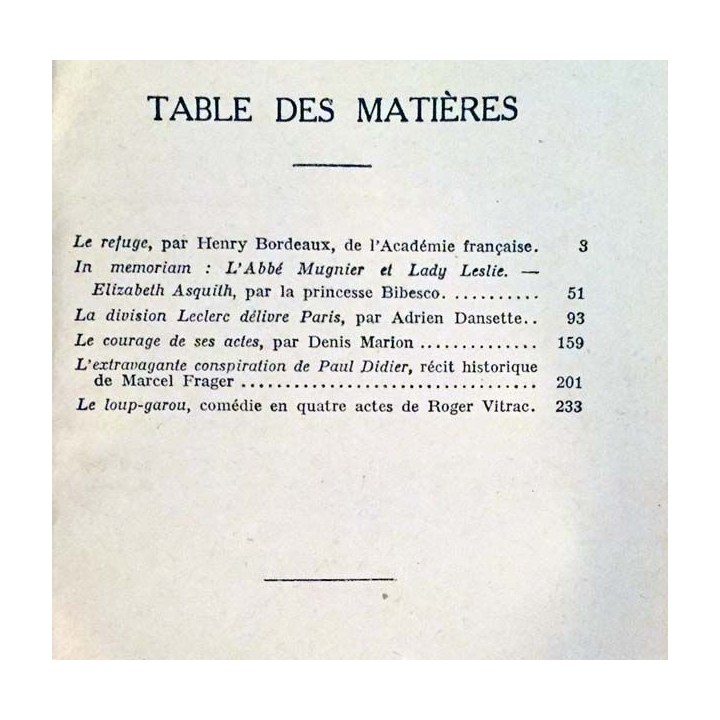 TABLE DES MATIÈRES
Le refuge, par Henry Bordeaux, de l'Académie française. 3
In memoriam : L'Abbé Mugnier et Lady Leslie. —
Elizabeth Asquith, par la princesse Bibesco. .......... 51
La division Leclerc délivre Paris, par Adrien Dansette.. 93
Le courage de ses actes, par Denis Marion .............. 159
L'extravagante conspiration de Paul Didier, récit historique
de Marcel Frager ................................... 201
Le loup-garou, comédie en quatre actes de Roger Vitrac. 233